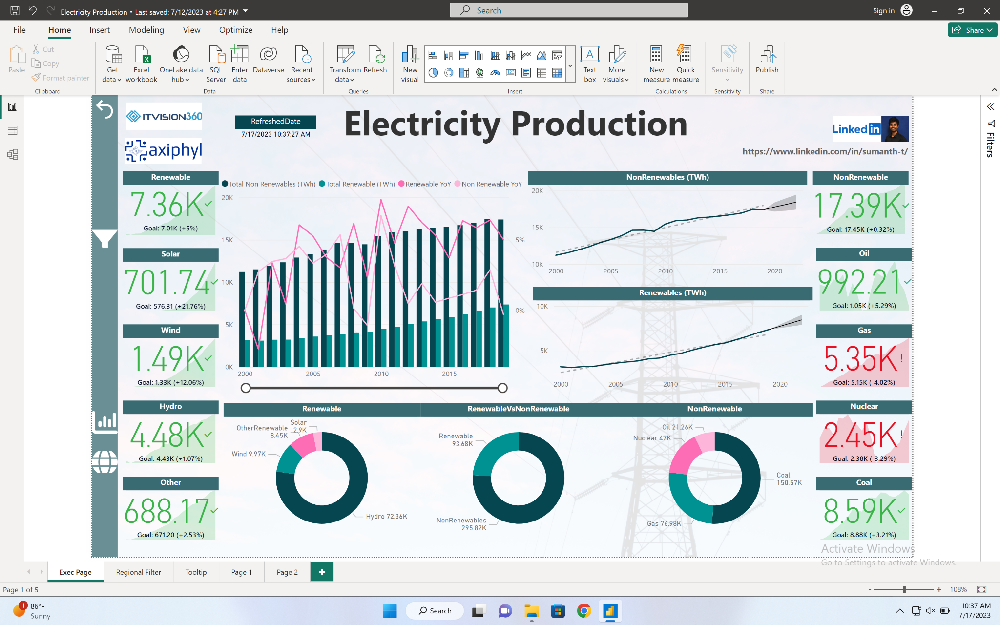 Electricity Production • Last saved: 7/12/2023 at 4:27 PM
Search
Sign in
File Home Insert Modeling View Optimize Help
Share
Paste
Cut
Copy
Format painter
Clipboard
Get data
Excel workbook
OneLake data hub
SQL Server
Enter data
Dataverse
Recent sources
Data
Transform data
Refresh
Queries
New visual
Text box
More visuals
Insert
New measure
Quick measure
Calculations
Sensitivity
Sensitivity
Publish
Share
ITVISION360
axiphyl
RefreshedDate
7/17/2023 10:37:27 AM
Electricity Production
Linked in
https://www.linkedin.com/in/sumanth-t/
Filters
Renewable
7.36K
Goal: 7.01K (+5%)
Solar
701.74
Goal: 576.31 (+21.76%)
Wind
1.49K
Goal: 1.33K (+12.06%)
Hydro
4.48K
Goal: 4.43K (+1.07%)
Other
688.17
Goal: 671.20 (+2.53%)
Total Non Renewables (TWh) Total Renewable (TWh) Renewable YoY Non Renewable YoY
20K
15K
10K
5K
0K
5%
0%
2000 2005 2010 2015
NonRenewables (TWh)
20K
15K
10K
2000 2005 2010 2015 2020
Renewables (TWh)
10K
5K
2000 2005 2010 2015 2020
Renewable
Solar
2.9K
OtherRenewable
8.45K
Wind 9.97K
Hydro 72.36K
RenewableVsNonRenewable
Renewable
93.68K
NonRenewables
295.82K
NonRenewable
Oil 21.26K
Nuclear 47K
Coal
150.57K
Gas 76.98K
NonRenewable
17.39K
Goal: 17.45K (+0.32%)
Oil
992.21
Goal: 1.05K (+5.29%)
Gas
5.35K!
Goal: 5.15K (-4.02%)
Nuclear
2.45K!
Goal: 2.38K (-3.29%)
Coal
8.59K
Goal: 8.88K (+3.21%)
Activate Windows
Go to Settings to activate Windows.
Exec Page Regional Filter Tooltip Page 1 Page 2 +
Page 1 of 5
- + 108%
1
86°F
Sunny
Search
10:37 AM
7/17/2023